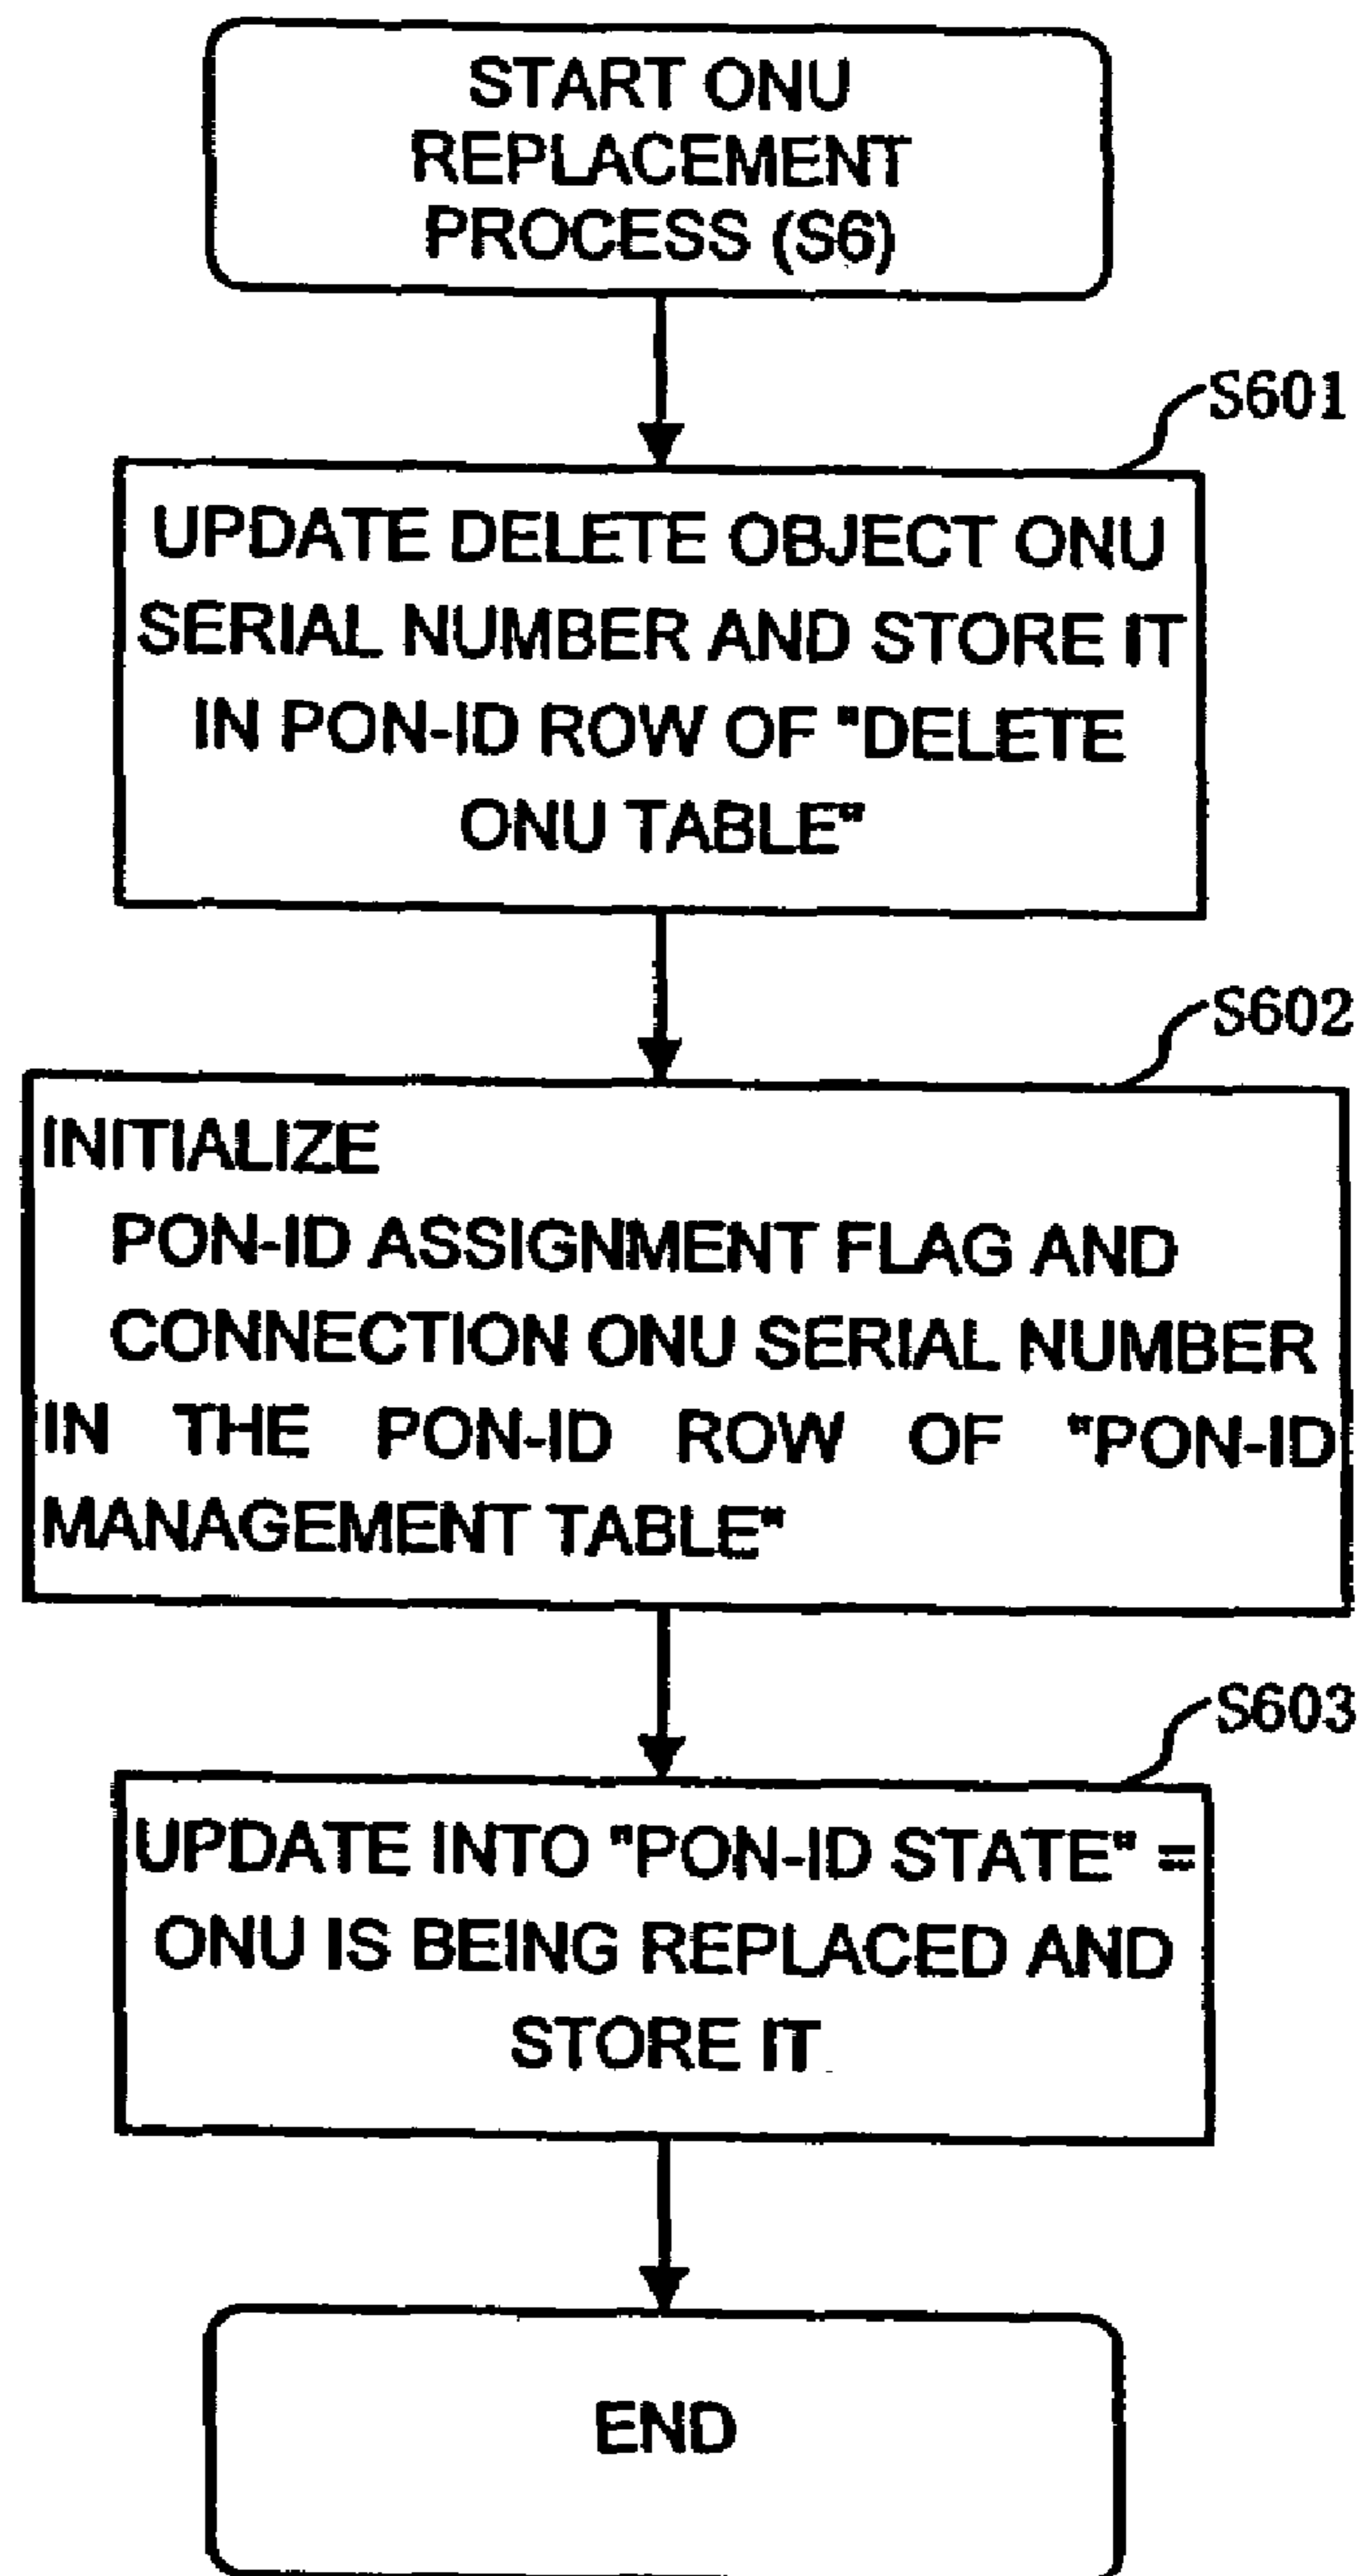 START ONU
REPLACEMENT
PROCESS (S6)
S601
UPDATE DELETE OBJECT ONU
SERIAL NUMBER AND STORE IT
IN PON-ID ROW OF "DELETE
ONU TABLE"
S602
INITIALIZE
PON-ID ASSIGNMENT FLAG AND
CONNECTION ONU SERIAL NUMBER
IN THE PON-ID ROW OF "PON-ID
MANAGEMENT TABLE"
S603
UPDATE INTO "PON-ID STATE" =
ONU IS BEING REPLACED AND
STORE IT
END